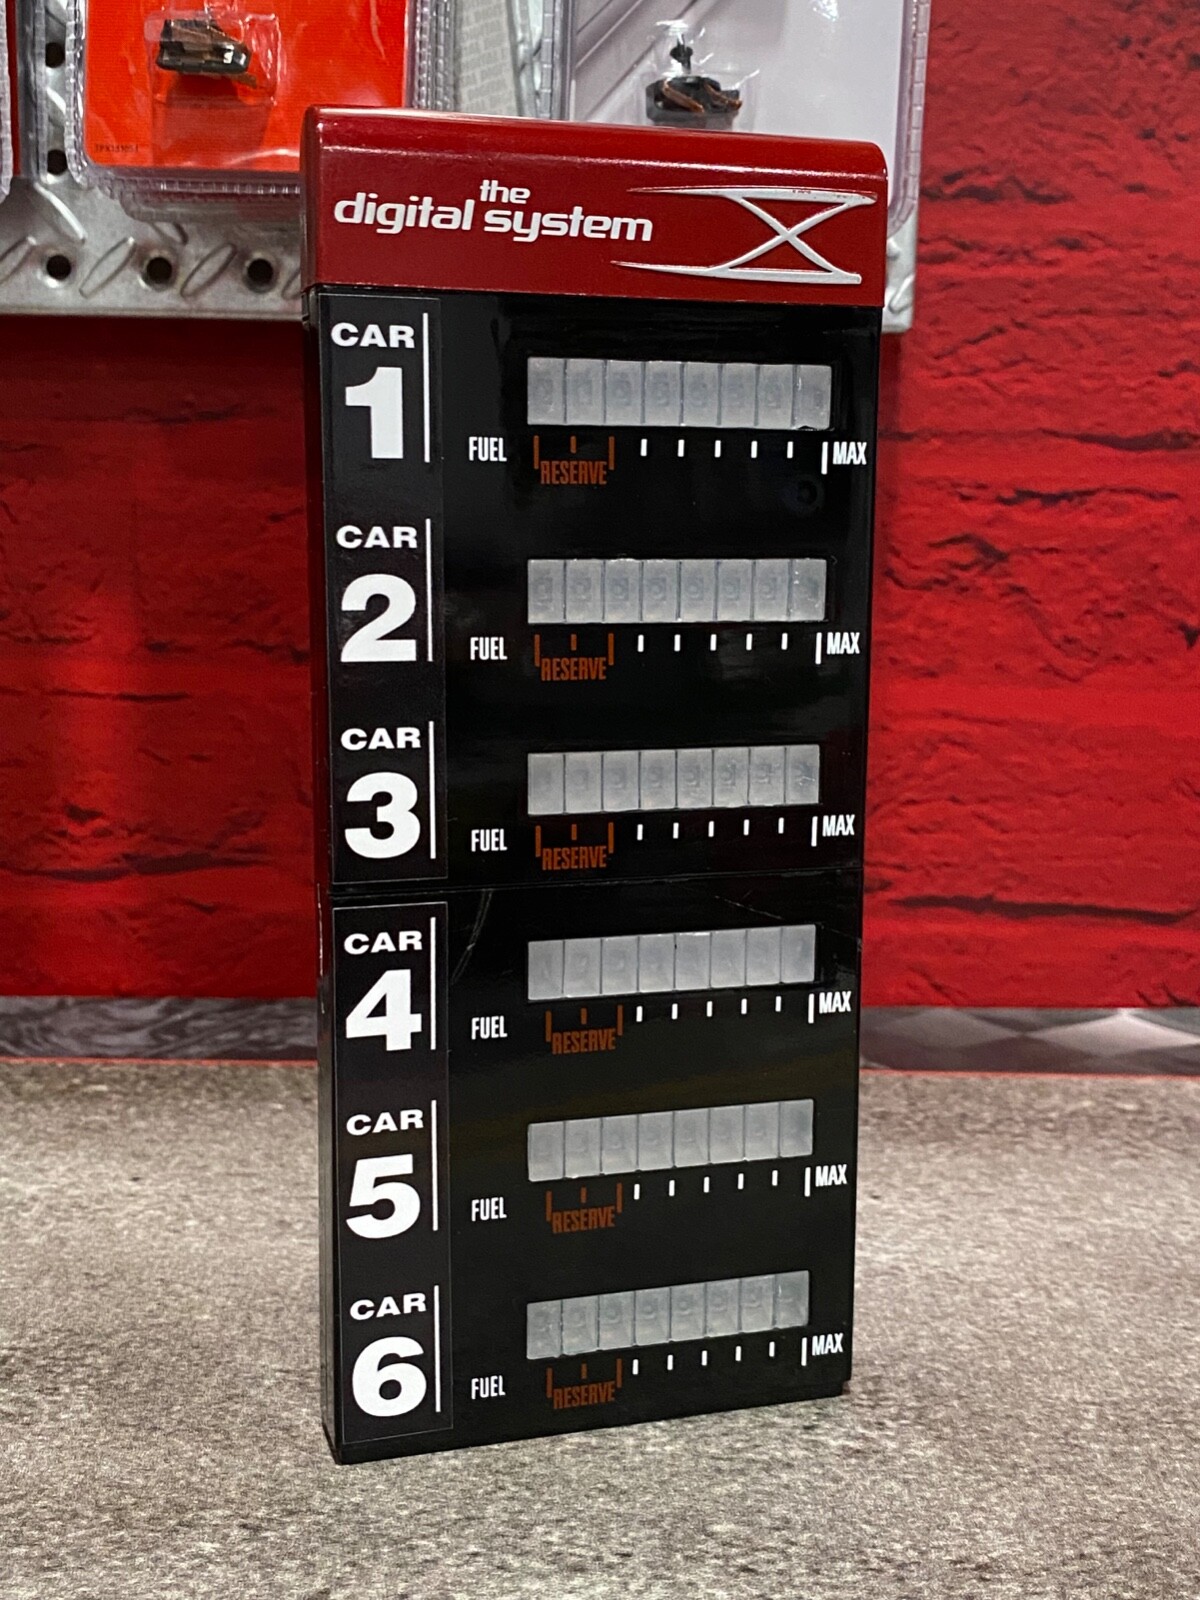 the
digital system
CAR
1
FUEL
RESERVE
MAX
CAR
2
FUEL
RESERVE
MAX
CAR
3
FUEL
RESERVE
MAX
CAR
4
FUEL
RESERVE
MAX
CAR
5
FUEL
RESERVE
MAX
CAR
6
FUEL
RESERVE
MAX